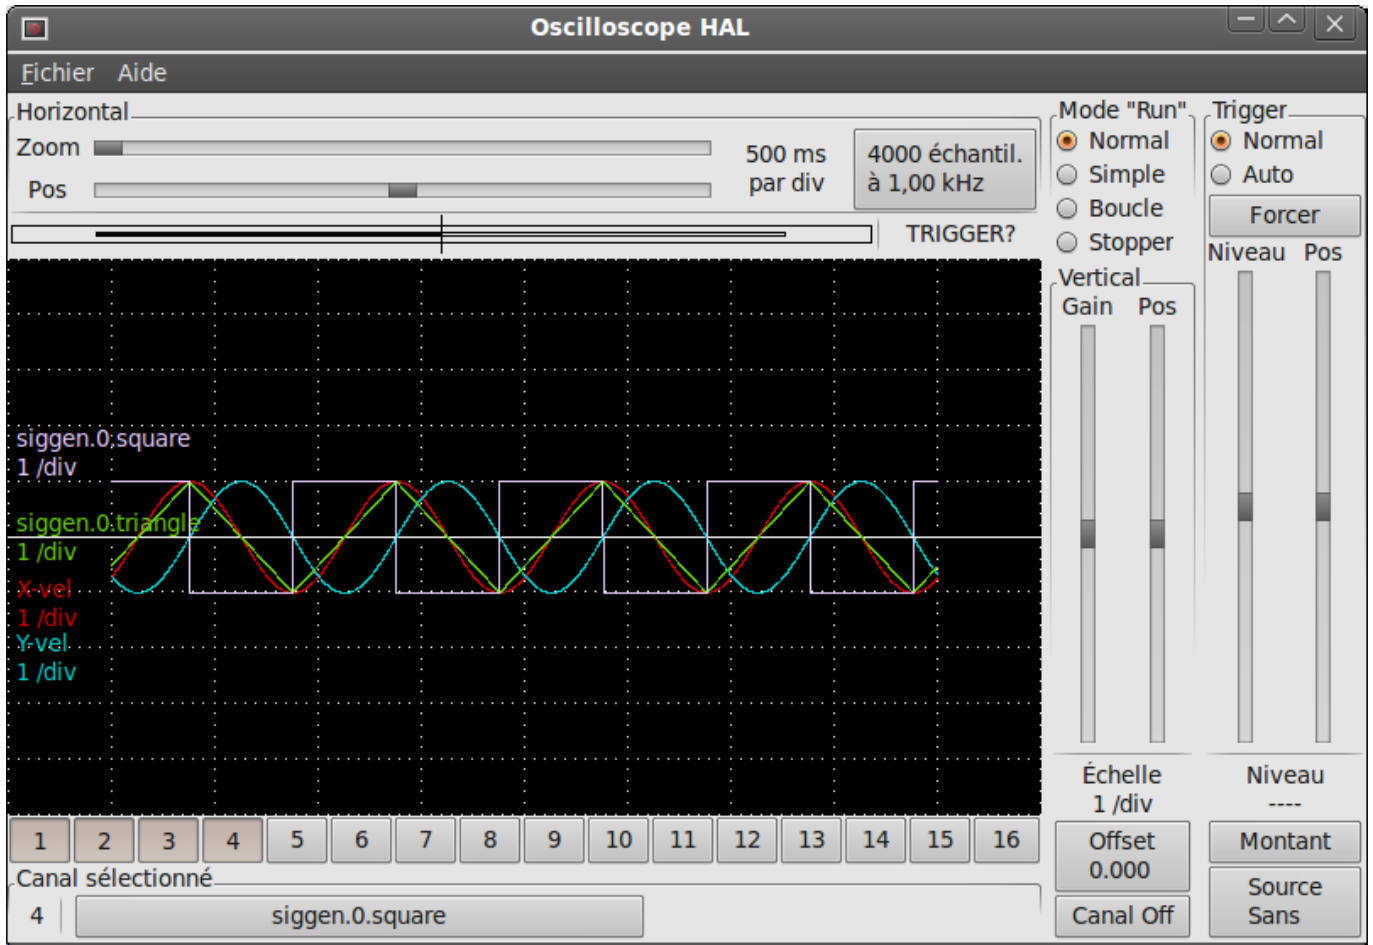 Oscilloscope HAL
Fichier Aide
Horizontal
Zoom
Pos
500 ms
par div
4000 échantil.
à 1,00 kHz
TRIGGER?
Mode "Run"
Normal
Simple
Boucle
Stopper
Trigger
Normal
Auto
Forcer
Niveau Pos
Vertical
Gain Pos
siggen.0.square
1 /div
siggen.0.triangle
1 /div
X-vel
1 /div
Y-vel
1 /div
Échelle
1 /div
Niveau
----
1 2 3 4 5 6 7 8 9 10 11 12 13 14 15 16
Offset
0.000
Montant
Canal sélectionné
4 siggen.0.square
Canal Off
Source
Sans